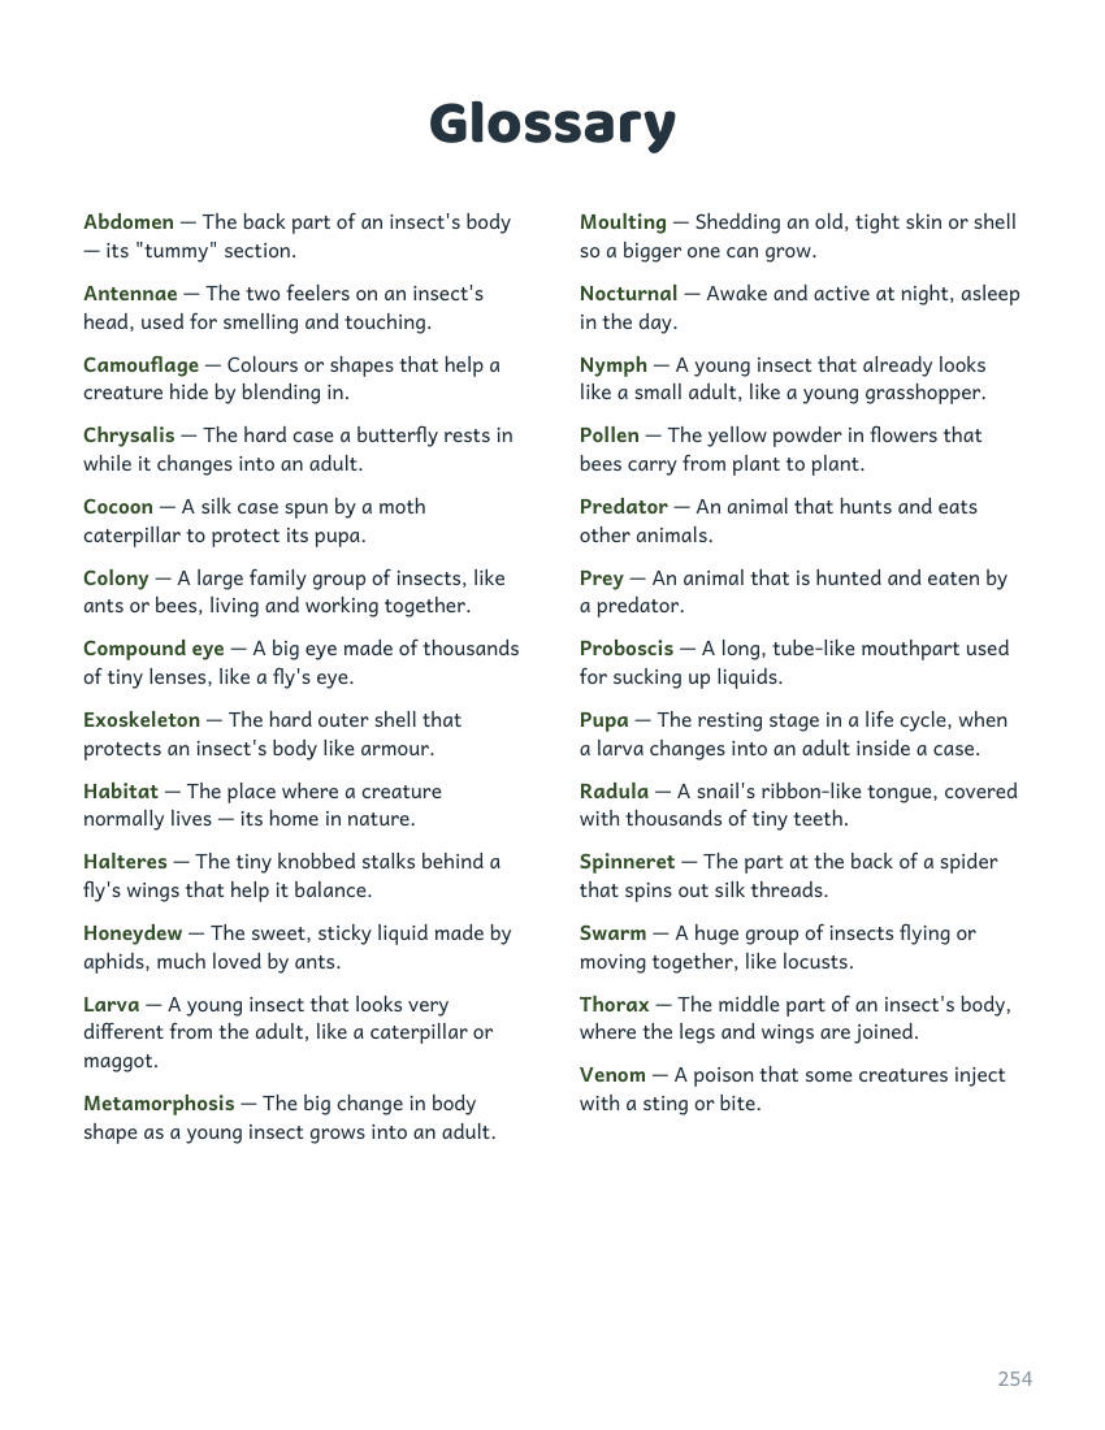 Glossary
Abdomen — The back part of an insect's body
— its "tummy" section.
Antennae — The two feelers on an insect's
head, used for smelling and touching.
Camouflage — Colours or shapes that help a
creature hide by blending in.
Chrysalis — The hard case a butterfly rests in
while it changes into an adult.
Cocoon — A silk case spun by a moth
caterpillar to protect its pupa.
Colony — A large family group of insects, like
ants or bees, living and working together.
Compound eye — A big eye made of thousands
of tiny lenses, like a fly's eye.
Exoskeleton — The hard outer shell that
protects an insect's body like armour.
Habitat — The place where a creature
normally lives — its home in nature.
Halteres — The tiny knobbed stalks behind a
fly's wings that help it balance.
Honeydew — The sweet, sticky liquid made by
aphids, much loved by ants.
Larva — A young insect that looks very
different from the adult, like a caterpillar or
maggot.
Metamorphosis — The big change in body
shape as a young insect grows into an adult.
Moulting — Shedding an old, tight skin or shell
so a bigger one can grow.
Nocturnal — Awake and active at night, asleep
in the day.
Nymph — A young insect that already looks
like a small adult, like a young grasshopper.
Pollen — The yellow powder in flowers that
bees carry from plant to plant.
Predator — An animal that hunts and eats
other animals.
Prey — An animal that is hunted and eaten by
a predator.
Proboscis — A long, tube-like mouthpart used
for sucking up liquids.
Pupa — The resting stage in a life cycle, when
a larva changes into an adult inside a case.
Radula — A snail's ribbon-like tongue, covered
with thousands of tiny teeth.
Spinneret — The part at the back of a spider
that spins out silk threads.
Swarm — A huge group of insects flying or
moving together, like locusts.
Thorax — The middle part of an insect's body,
where the legs and wings are joined.
Venom — A poison that some creatures inject
with a sting or bite.
254